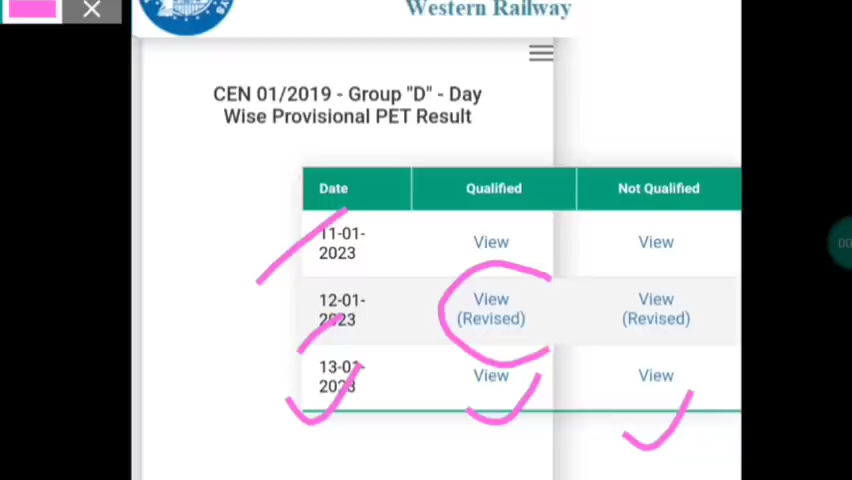 Western Railway
CEN 01/2019 - Group "D" - Day
Wise Provisional PET Result
Date Qualified Not Qualified
11-01-
2023 View View
12-01-
2023 View
(Revised) View
(Revised)
13-01-
2023 View View
00